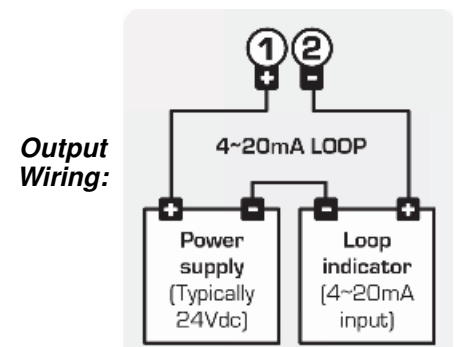 1 2
+ -
Output
Wiring:
4~20mA LOOP
+ - - +
Power
supply
(Typically
24Vdc)
Loop
indicator
(4~20mA
input)